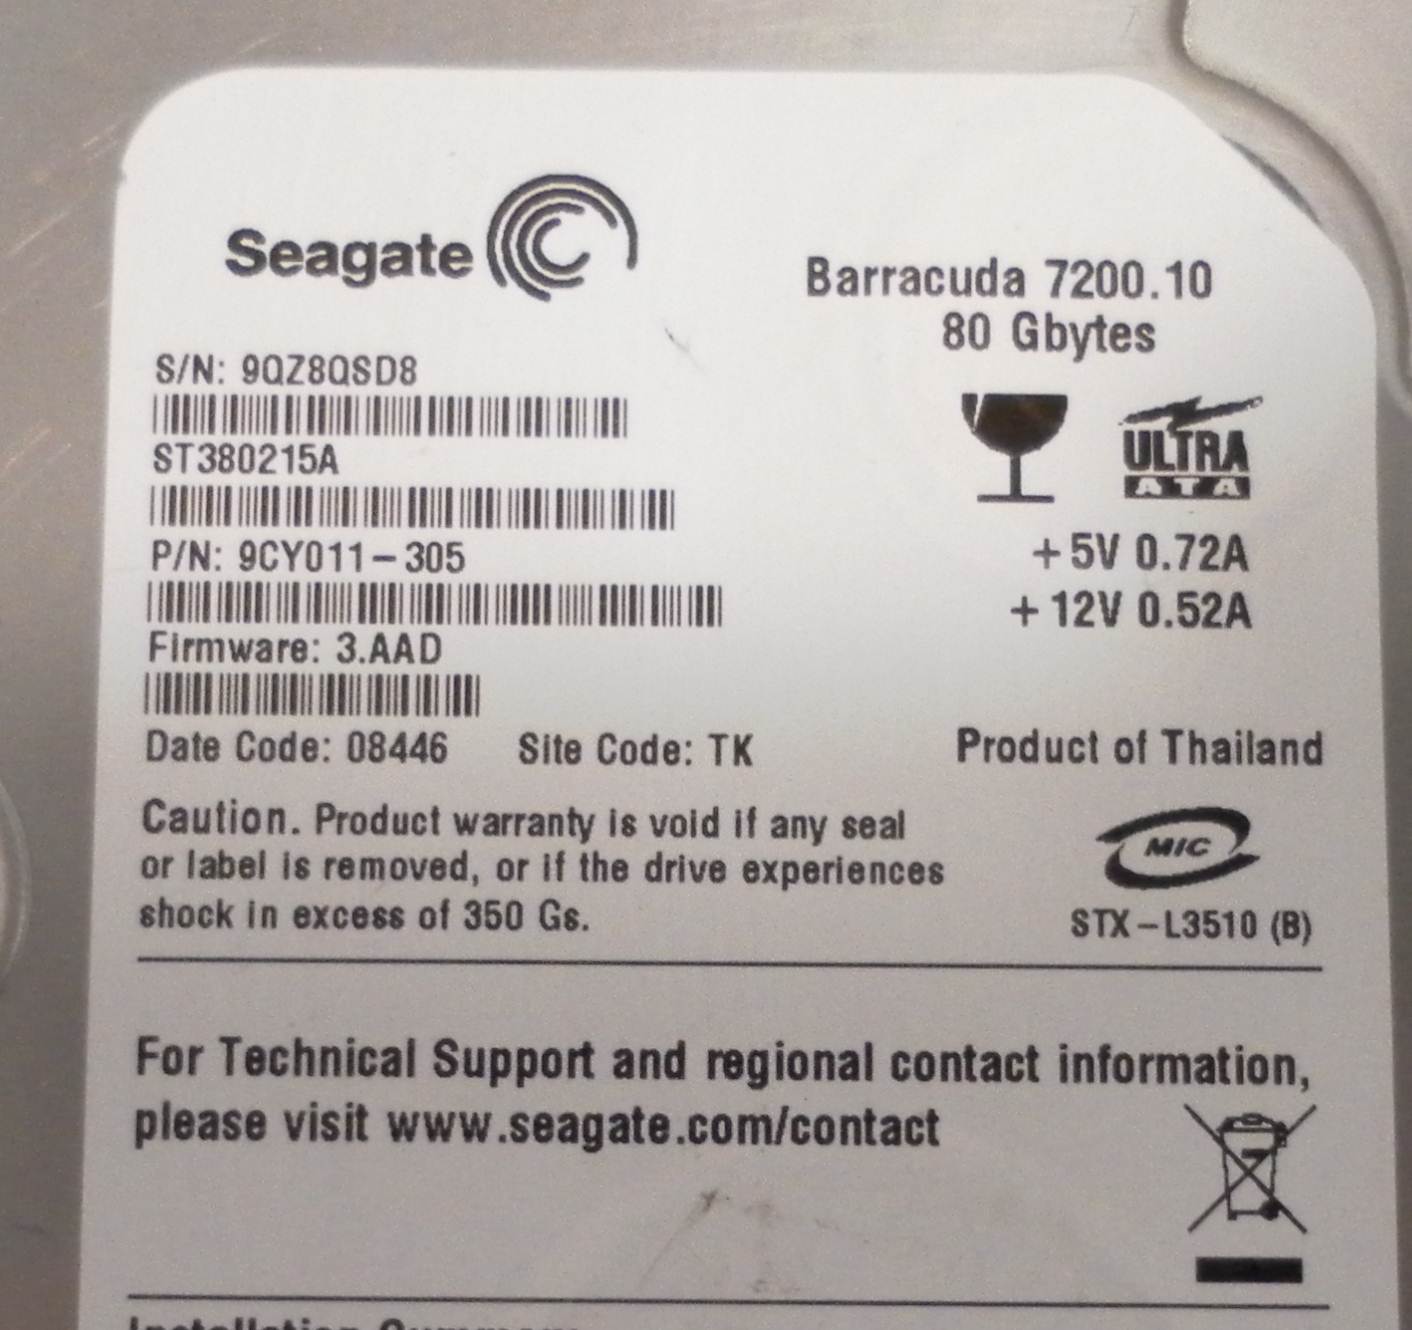 Seagate
Barracuda 7200.10
80 Gbytes
S/N: 9QZ8QSD8
ST380215A
ULTRA
ATA
P/N: 9CY011-305
+5V 0.72A
+12V 0.52A
Firmware: 3.AAD
Date Code: 08446 Site Code: TK
Product of Thailand
Caution. Product warranty is void if any seal
or label is removed, or if the drive experiences
shock in excess of 350 Gs.
MIC
STX-L3510 (B)
For Technical Support and regional contact information,
please visit www.seagate.com/contact
Installation Summary